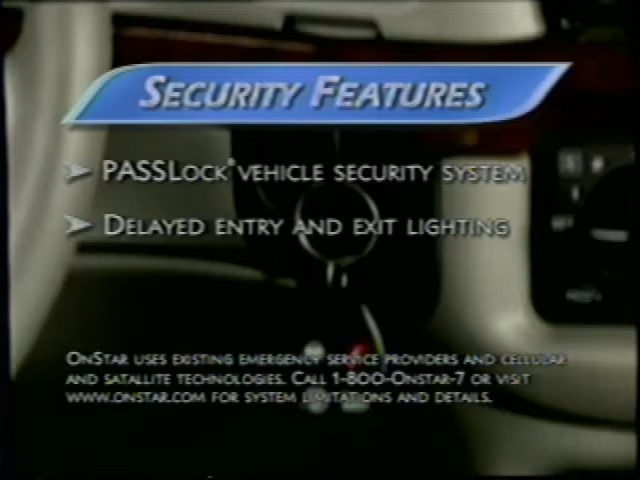 SECURITY FEATURES
PASSLOCK® VEHICLE SECURITY SYSTEM
DELAYED ENTRY AND EXIT LIGHTING
ONSTAR USES EXISTING EMERGENCY SERVICE PROVIDERS AND CELLULAR
AND SATALLITE TECHNOLOGIES. CALL 1-800-ONSTAR-7 OR VISIT
WWW.ONSTAR.COM FOR SYSTEM LIMITATIONS AND DETAILS.